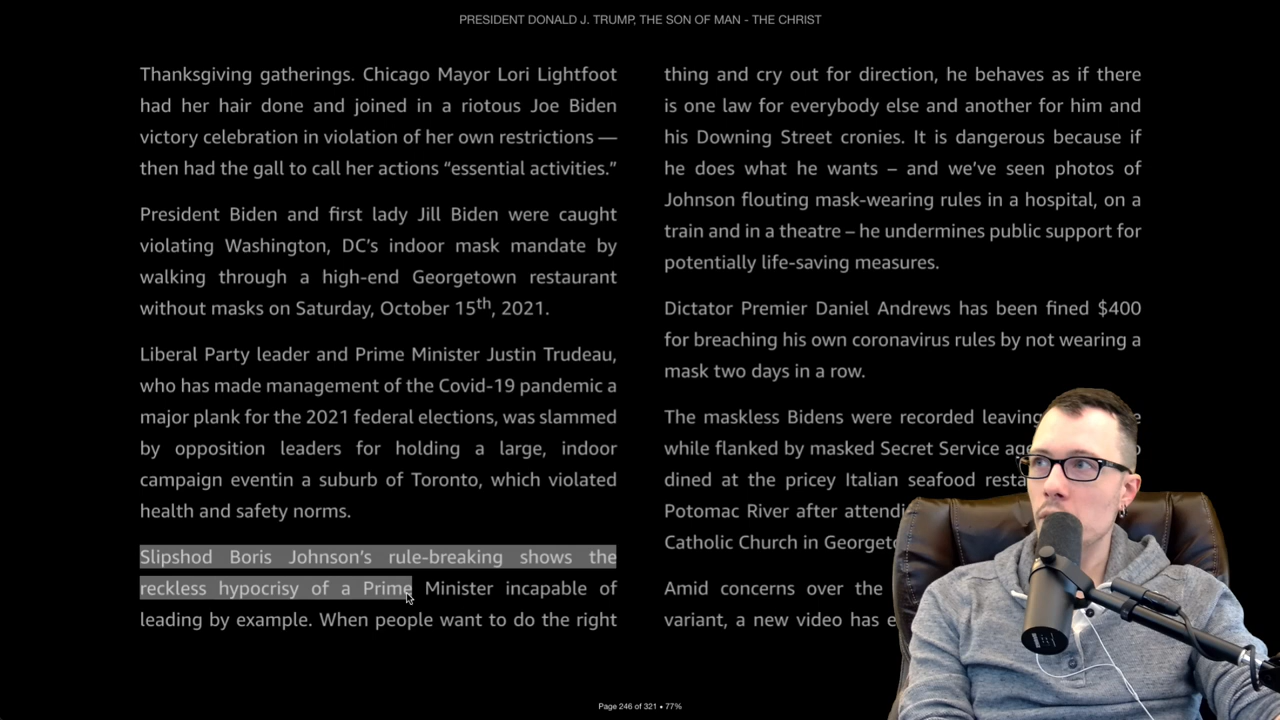 PRESIDENT DONALD J. TRUMP, THE SON OF MAN - THE CHRIST
Thanksgiving gatherings. Chicago Mayor Lori Lightfoot
had her hair done and joined in a riotous Joe Biden
victory celebration in violation of her own restrictions —
then had the gall to call her actions “essential activities.”
President Biden and first lady Jill Biden were caught
violating Washington, DC’s indoor mask mandate by
walking through a high-end Georgetown restaurant
without masks on Saturday, October 15th, 2021.
Liberal Party leader and Prime Minister Justin Trudeau,
who has made management of the Covid-19 pandemic a
major plank for the 2021 federal elections, was slammed
by opposition leaders for holding a large, indoor
campaign eventin a suburb of Toronto, which violated
health and safety norms.
Slipshod Boris Johnson’s rule-breaking shows the
reckless hypocrisy of a Prime Minister incapable of
leading by example. When people want to do the right
thing and cry out for direction, he behaves as if there
is one law for everybody else and another for him and
his Downing Street cronies. It is dangerous because if
he does what he wants – and we’ve seen photos of
Johnson flouting mask-wearing rules in a hospital, on a
train and in a theatre – he undermines public support for
potentially life-saving measures.
Dictator Premier Daniel Andrews has been fined $400
for breaching his own coronavirus rules by not wearing a
mask two days in a row.
The maskless Bidens were recorded leaving
while flanked by masked Secret Service
dined at the pricey Italian seafood
Potomac River after
Catholic Church in
Amid concerns over the
variant, a new video has
Page 246 of 321 • 77%